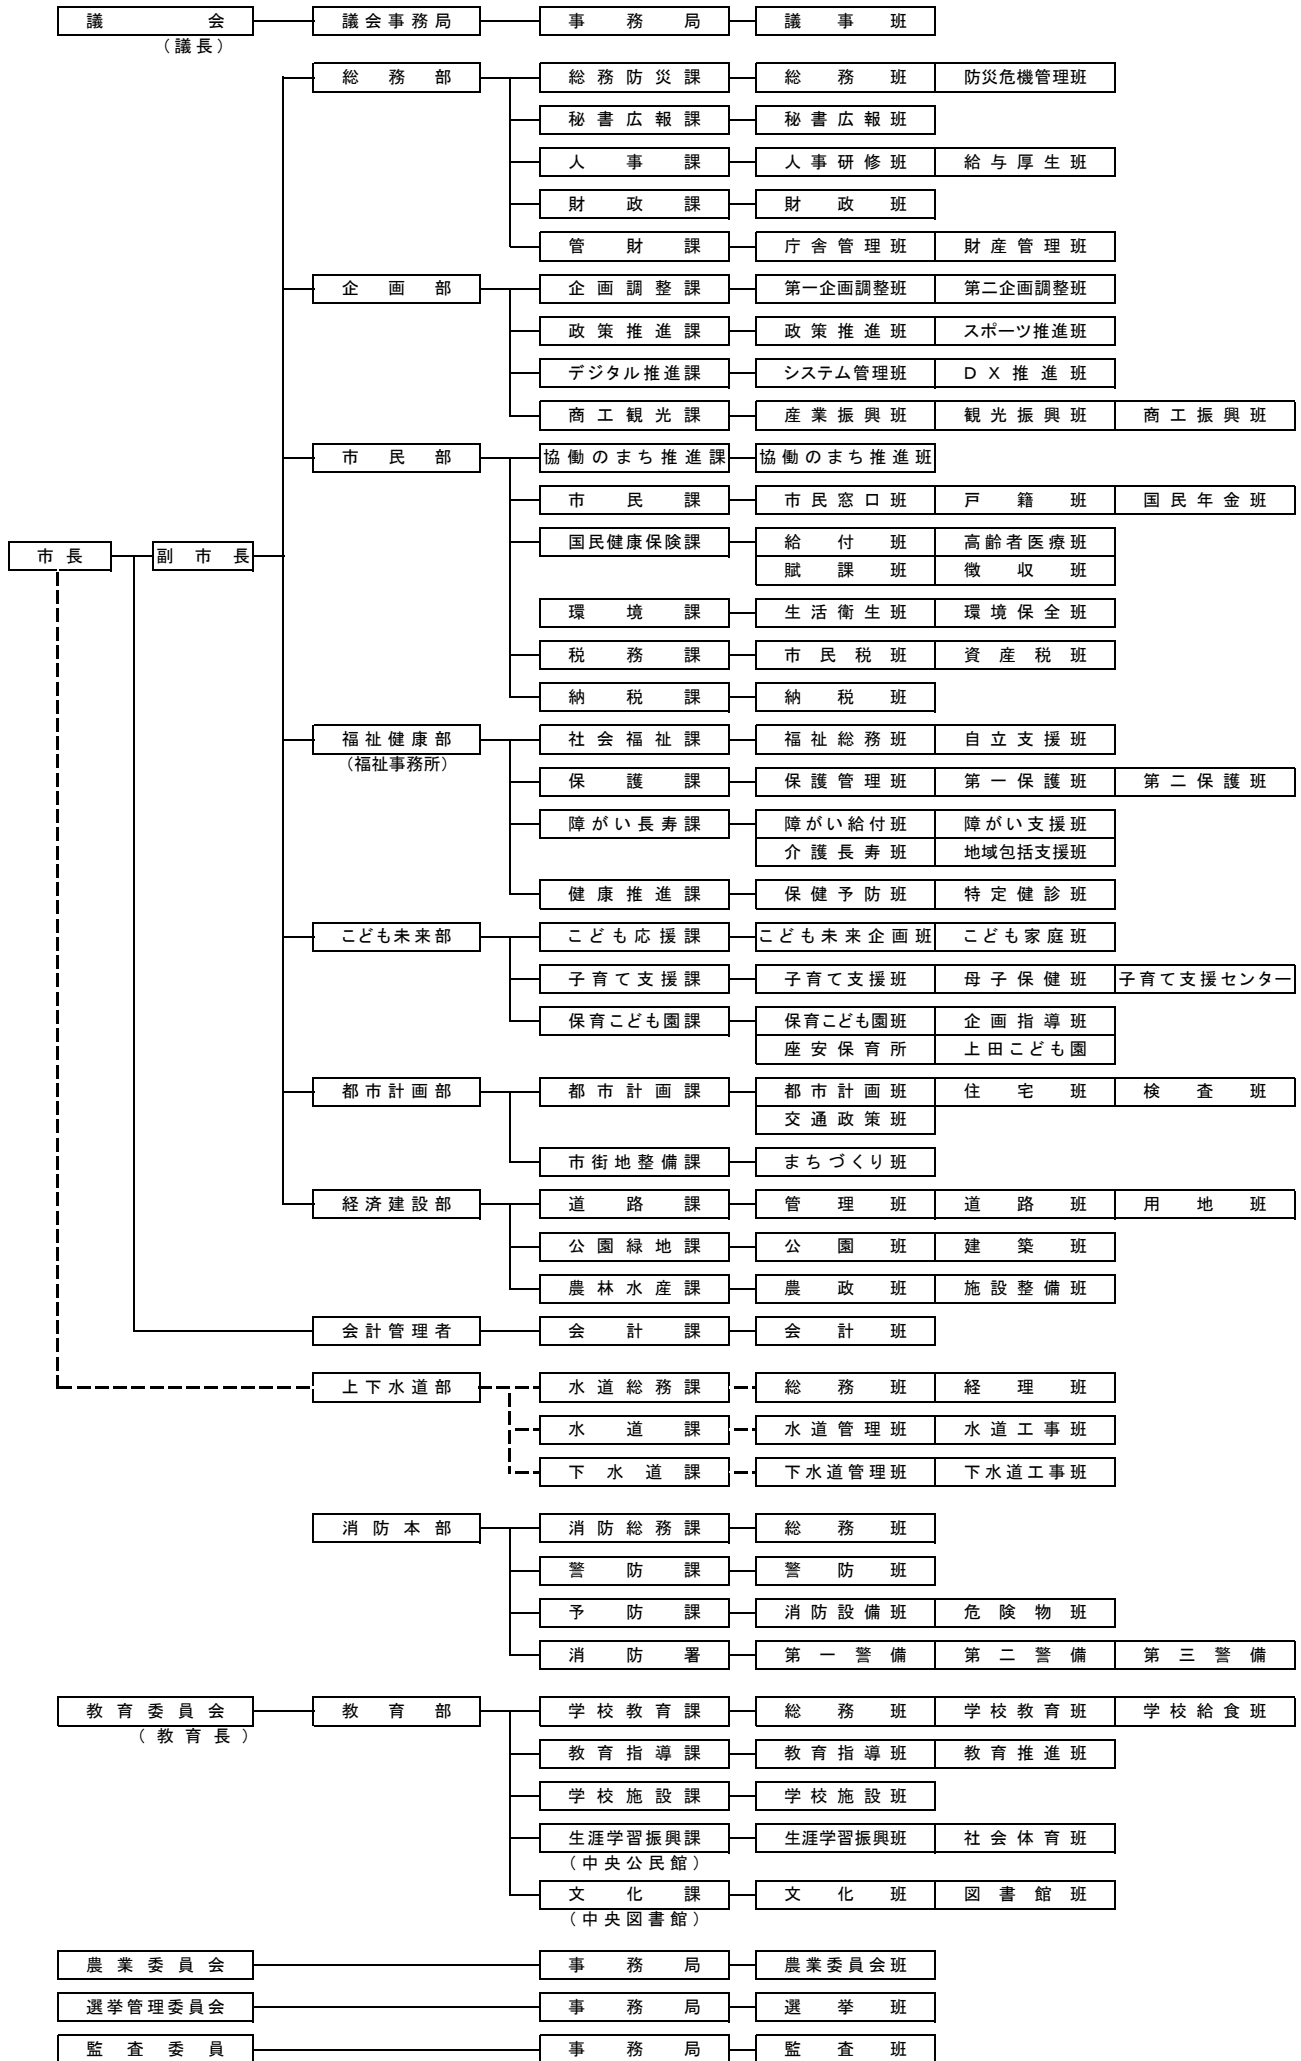 議会 議会事務局 事務局 議事班
（議長）
総務部 総務防災課 総務班 防災危機管理班
秘書広報課 秘書広報班
人事課 人事研修班 給与厚生班
財政課 財政班
管財課 庁舎管理班 財産管理班
企画部 企画調整課 第一企画調整班 第二企画調整班
政策推進課 政策推進班 スポーツ推進班
デジタル推進課 システム管理班 DX推進班
商工観光課 産業振興班 観光振興班 商工振興班
市民部 協働のまち推進課 協働のまち推進班
市民課 市民窓口班 戸籍班 国民年金班
国民健康保険課 給付班 高齢者医療班
市長 副市長
賦課班 徴収班
環境課 生活衛生班 環境保全班
税務課 市民税班 資産税班
納税課 納税班
福祉健康部 社会福祉課 福祉総務班 自立支援班
（福祉事務所）
保護課 保護管理班 第一保護班 第二保護班
障がい長寿課 障がい給付班 障がい支援班
介護長寿班 地域包括支援班
健康推進課 保健予防班 特定健診班
こども未来部 こども応援課 こども未来企画班 こども家庭班
子育て支援課 子育て支援班 母子保健班 子育て支援センター
保育こども園課 保育こども園班 企画指導班
座安保育所 上田こども園
都市計画部 都市計画課 都市計画班 住宅班 検査班
交通政策班
市街地整備課 まちづくり班
経済建設部 道路課 管理班 道路班 用地班
公園緑地課 公園班 建築班
農林水産課 農政班 施設整備班
会計管理者 会計課 会計班
上下水道部 水道総務課 総務班 経理班
水道課 水道管理班 水道工事班
下水道課 下水道管理班 下水道工事班
消防本部 消防総務課 総務班
警防課 警防班
予防課 消防設備班 危険物班
消防署 第一警備 第二警備 第三警備
教育委員会 教育部 学校教育課 総務班 学校教育班 学校給食班
（教育長）
教育指導課 教育指導班 教育推進班
学校施設課 学校施設班
生涯学習振興課 生涯学習振興班 社会体育班
（中央公民館）
文化課 文化班 図書館班
（中央図書館）
農業委員会 事務局 農業委員会班
選挙管理委員会 事務局 選挙班
監査委員 事務局 監査班